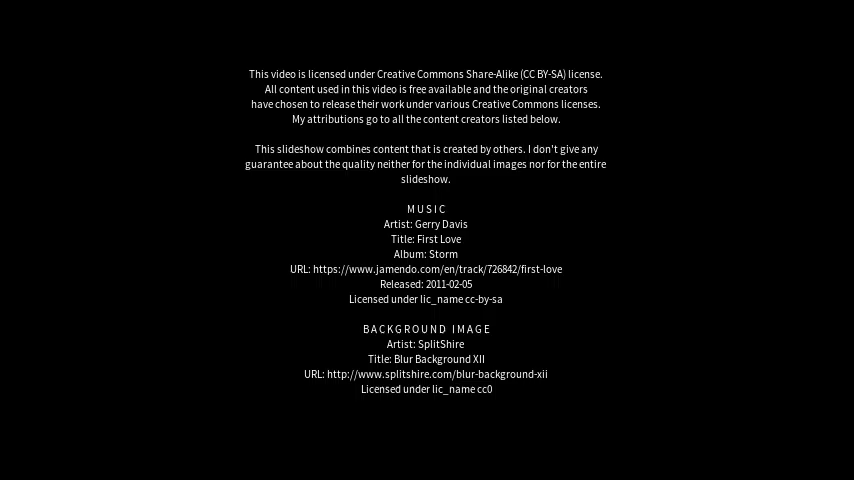 This video is licensed under Creative Commons Share-Alike (CC BY-SA) license.
All content used in this video is free available and the original creators
have chosen to release their work under various Creative Commons licenses.
My attributions go to all the content creators listed below.
This slideshow combines content that is created by others. I don't give any
guarantee about the quality neither for the individual images nor for the entire
slideshow.
MUSIC
Artist: Gerry Davis
Title: First Love
Album: Storm
URL: https://www.jamendo.com/en/track/726842/first-love
Released: 2011-02-05
Licensed under lic_name cc-by-sa
BACKGROUND IMAGE
Artist: SplitShire
Title: Blur Background XII
URL: http://www.splitshire.com/blur-background-xii
Licensed under lic_name cc0